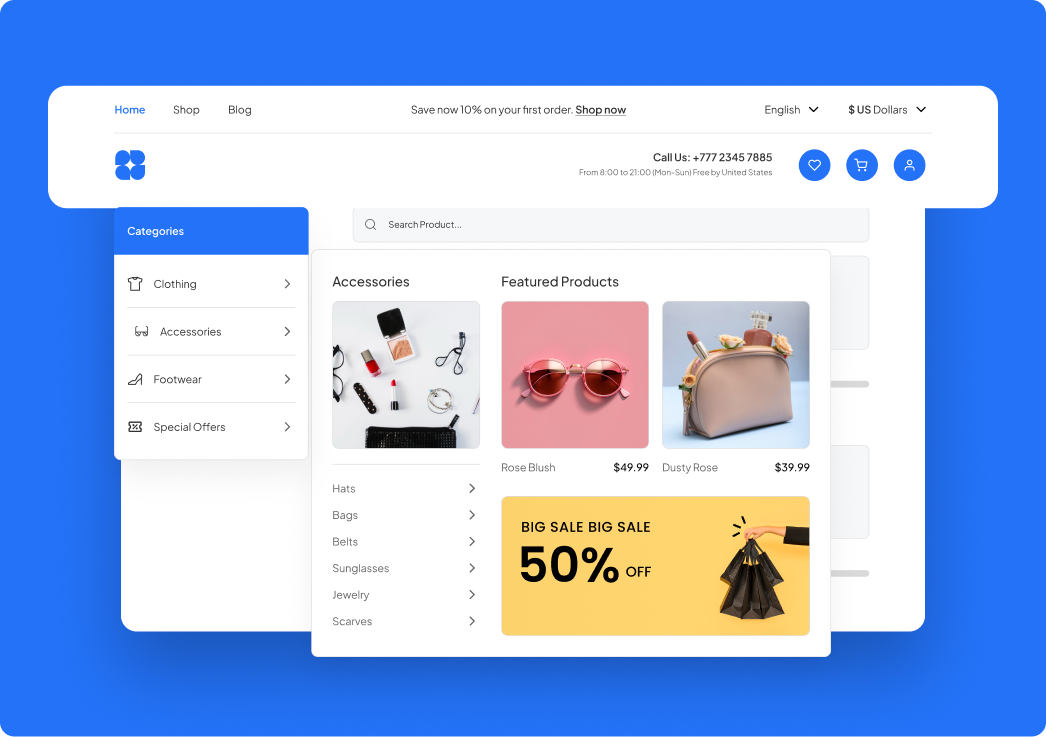 Home Shop Blog
Save now 10% on your first order. Shop now
English $ US Dollars
Call Us: +777 2345 7885
From 8:00 to 21:00 (Mon-Sun) Free by United States
Categories
Search Product...
Clothing
Accessories
Footwear
Special Offers
Accessories
Hats
Bags
Belts
Sunglasses
Jewelry
Scarves
Featured Products
Rose Blush $49.99
Dusty Rose $39.99
BIG SALE BIG SALE
50% OFF